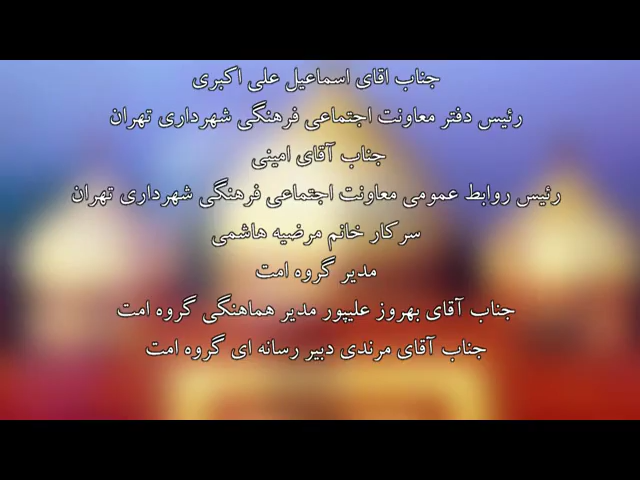 جناب اقای اسماعیل علی اکبری
رئیس دفتر معاونت اجتماعی فرهنگی شهرداری تهران
جناب آقای امینی
رئیس روابط عمومی معاونت اجتماعی فرهنگی شهرداری تهران
سرکار خانم مرضیه هاشمی
مدیر گروه امت
جناب آقای بهروز علیپور مدیر هماهنگی گروه امت
جناب آقای مرندی دبیر رسانه ای گروه امت